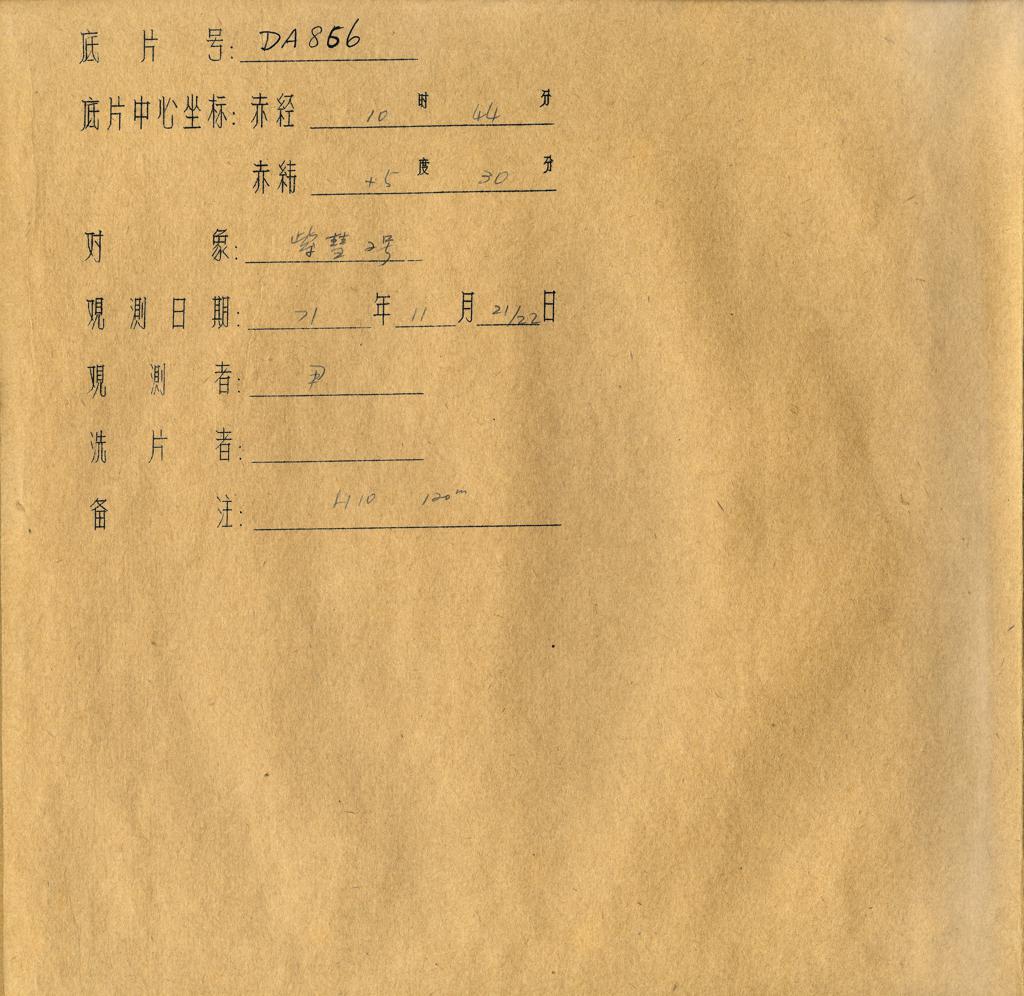 底片号: DA866
底片中心坐标: 赤经 10 时 44 分
赤纬 +5 度 30 分
对象: 紫彗 2号
观测日期: 71 年 11 月 21/22 日
观测者: 尹
洗片者:
备注: H10 120m